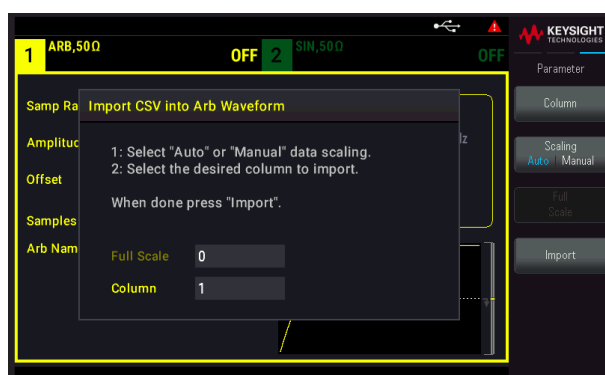 KEYSIGHT
TECHNOLOGIES
1 ARB,50Ω OFF 2 SIN,50Ω OFF
Parameter
Samp Ra
Import CSV into Arb Waveform
Column
Amplituc
1: Select "Auto" or "Manual" data scaling.
2: Select the desired column to import.
Hz
Scaling
Auto Manual
Offset
When done press "Import".
Full
Scale
Samples
Arb Nam
Full Scale 0
Import
Column 1